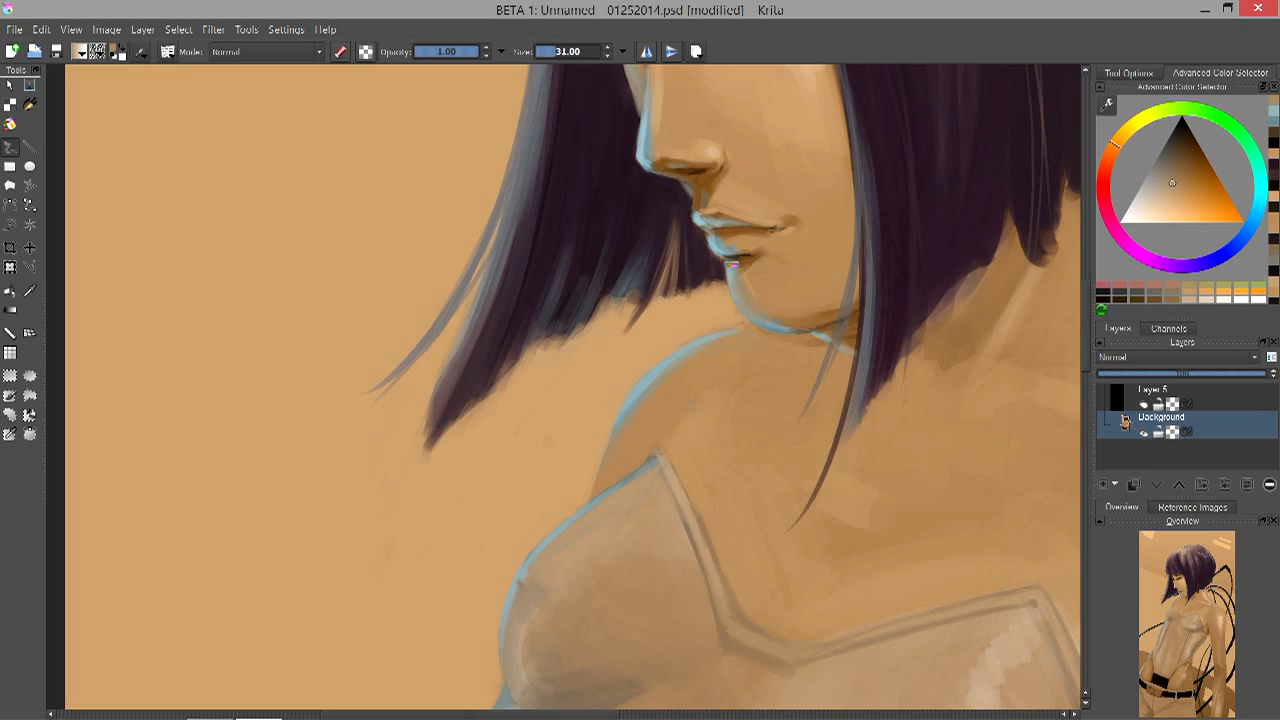 BETA 1: Unnamed 01252014.psd [modified] Krita
File Edit View Image Layer Select Filter Tools Settings Help
Mode: Normal Opacity: 1.00 Size: 31.00
Tools
Tool Options Advanced Color Selector
Advanced Color Selector
Layers Channels
Layers
Normal
100
Layer 5
Background
Overview Reference Images
Overview